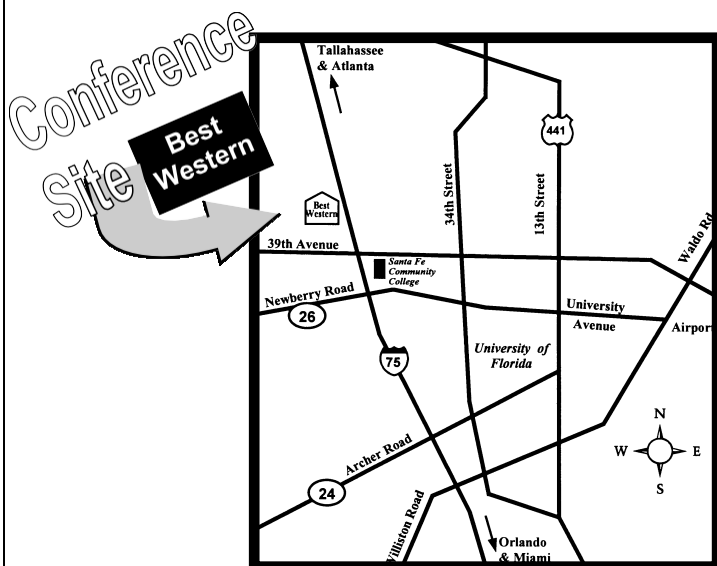 Conference
Site
Best
Western
Tallahassee
& Atlanta
441
34th Street
13th Street
Waldo Rd
Best
Western
39th Avenue
Santa Fe
Community
College
Newberry Road
26
University
Avenue
Airport
75
University of
Florida
N
W
E
S
Archer Road
24
Williston Road
Orlando
& Miami